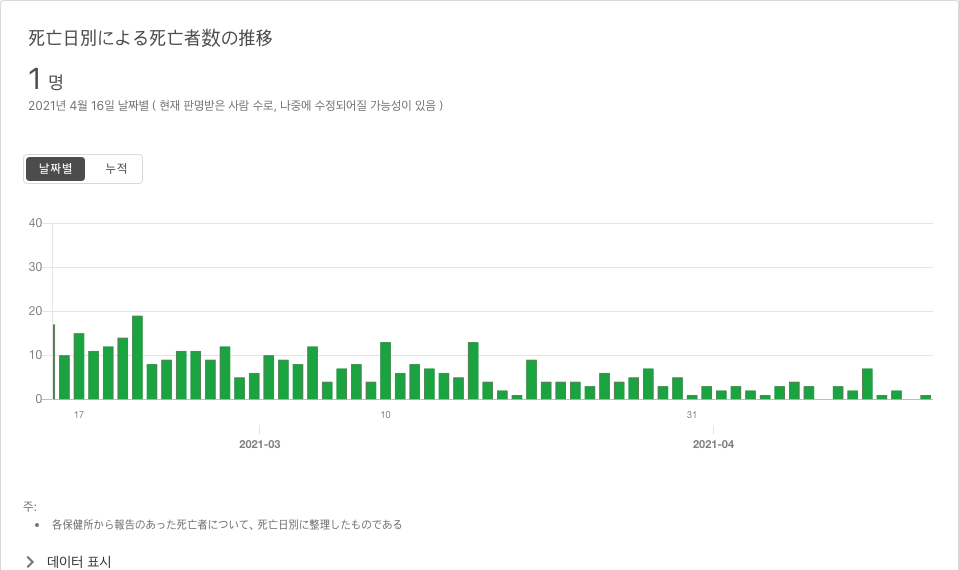 死亡日別による死亡者数の推移
1 명
2021년 4월 16일 날짜별 ( 현재 판명받은 사람 수로, 나중에 수정되어질 가능성이 있음 )
날짜별 누적
40
30
20
10
0
17 10 31
2021-03 2021-04
주:
• 各保健所から報告のあった死亡者について、死亡日別に整理したものである
데이터 표시